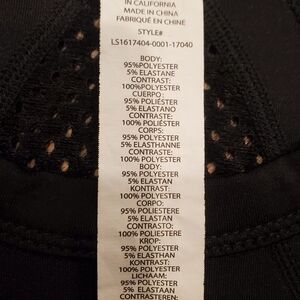 IN CALIFORNIA
MADE IN CHINA
FABRIQUÉ EN CHINE
STYLE#
LS1617404-0001-17040
BODY:
95%POLYESTER
5% ELASTANE
CONTRAST:
100%POLYESTER
CUERPO:
95% POLIÉSTER
5% ELASTANO
CONTRASTE:
100% POLIÉSTER
CORPS:
95% POLYESTER
5% ELASTHANNE
CONTRASTE:
100% POLYESTER
BODY:
95% POLYESTER
5% ELASTAN
KONTRAST:
100% POLYESTER
CORPO:
95% POLIESTERE
5% ELASTAN
CONTRASTO:
100% POLIESTERE
KROP:
95% POLYESTER
5% ELASTHAN
KONTRAST:
100% POLYESTER
LICHAAM:
95% POLYESTER
5% ELASTAAN
CONTRASTEREN: